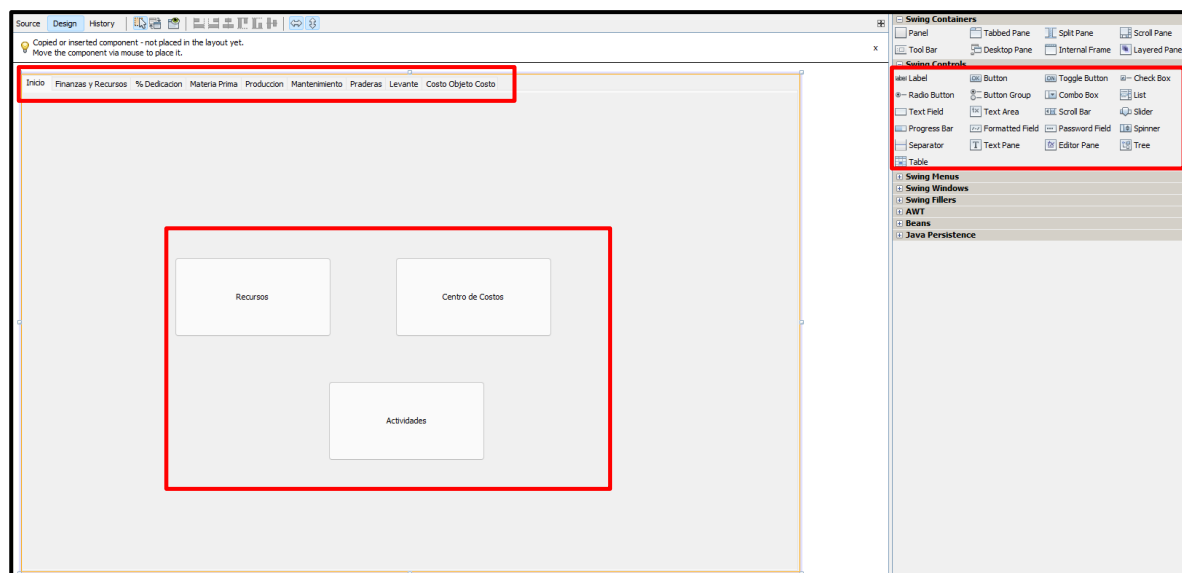 Source Design History
Copied or inserted component - not placed in the layout yet.
Move the component via mouse to place it.
x
Inicio Finanzas y Recursos % Dedicacion Materia Prima Produccion Mantenimiento Praderas Levante Costo Objeto Costo
Recursos
Centro de Costos
Actividades
Swing Containers
Panel Tabbed Pane Split Pane Scroll Pane
Tool Bar Desktop Pane Internal Frame Layered Pane
Swing Controls
label Label OK Button ON Toggle Button Check Box
Radio Button Button Group Combo Box List
Text Field Text Area Scroll Bar Slider
Progress Bar Formatted Field Password Field Spinner
Separator T Text Pane Editor Pane Tree
Table
Swing Menus
Swing Windows
Swing Fillers
AWT
Beans
Java Persistence